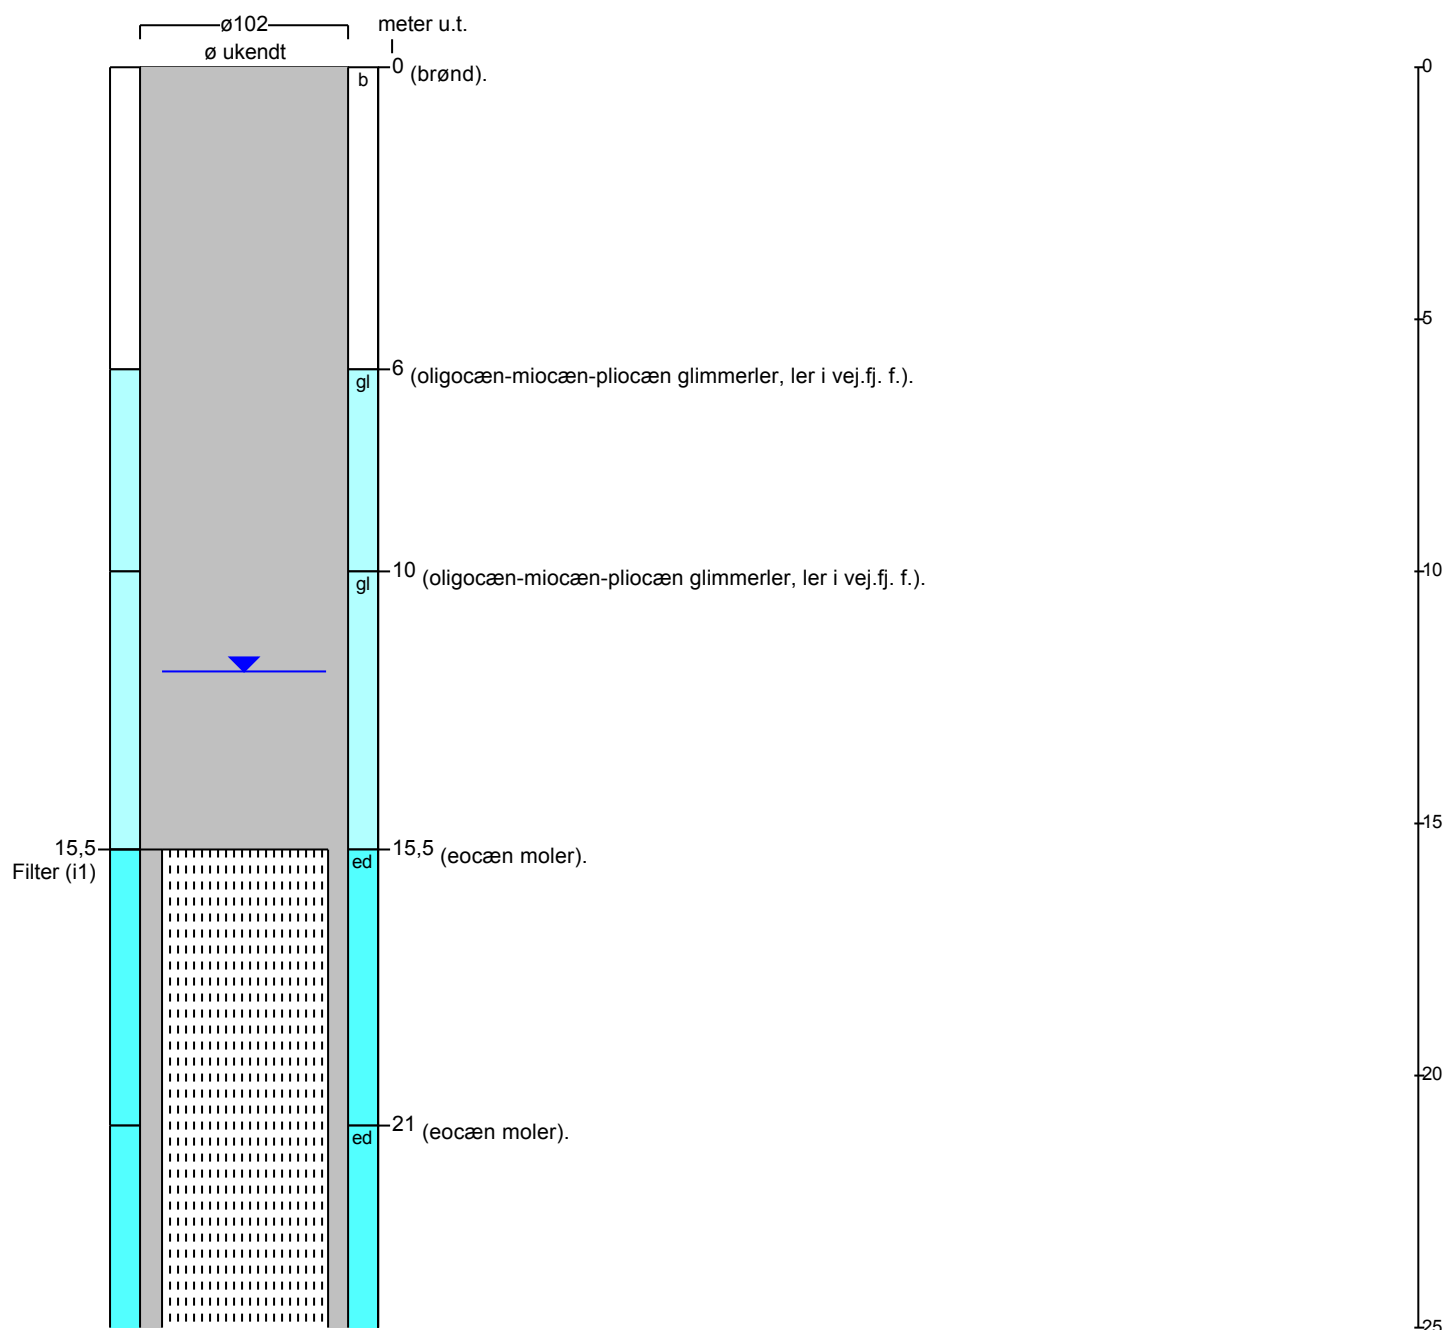 ø102
meter u.t.
ø ukendt
0 (brønd).
b
0
5
6 (oligocæn-miocæn-pliocæn glimmerler, ler i vej.fj. f.).
gl
10 (oligocæn-miocæn-pliocæn glimmerler, ler i vej.fj. f.).
gl
10
15
15,5
Filter (i1)
15,5 (eocæn moler).
ed
20
21 (eocæn moler).
ed
25